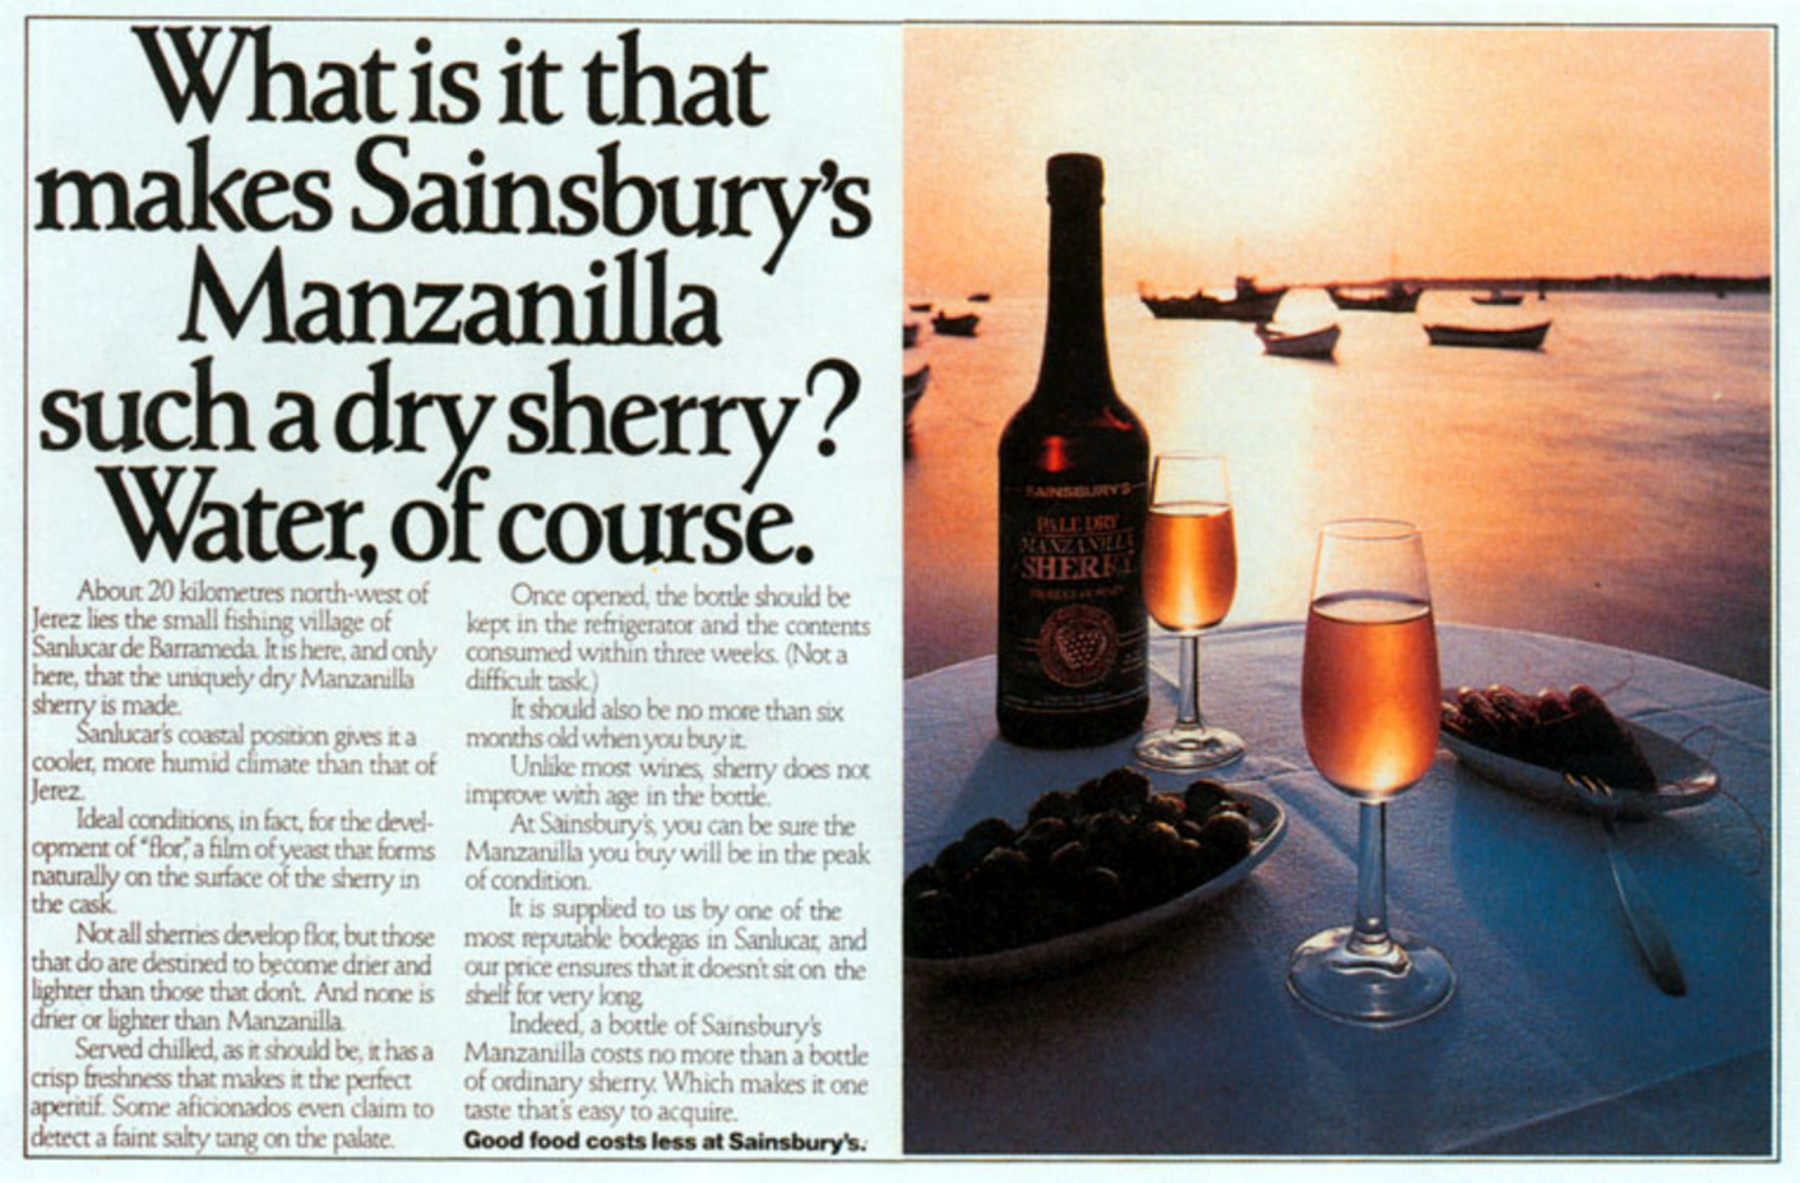 What is it that
makes Sainsbury's
Manzanilla
such a dry sherry?
Water, of course.
About 20 kilometres north-west of
Jerez lies the small fishing village of
Sanlucar de Barrameda. It is here, and only
here, that the uniquely dry Manzanilla
sherry is made.
Sanlucar's coastal position gives it a
cooler, more humid climate than that of
Jerez.
Ideal conditions, in fact, for the devel-
opment of "flor", a film of yeast that forms
naturally on the surface of the sherry in
the cask.
Not all sherries develop flor, but those
that do are destined to become drier and
lighter than those that don't. And none is
drier or lighter than Manzanilla.
Served chilled, as it should be, it has a
crisp freshness that makes it the perfect
aperitif. Some aficionados even claim to
detect a faint salty tang on the palate.
Once opened, the bottle should be
kept in the refrigerator and the contents
consumed within three weeks. (Not a
difficult task.)
It should also be no more than six
months old when you buy it.
Unlike most wines, sherry does not
improve with age in the bottle.
At Sainsbury's, you can be sure the
Manzanilla you buy will be in the peak
of condition.
It is supplied to us by one of the
most reputable bodegas in Sanlucar, and
our price ensures that it doesn't sit on the
shelf for very long.
Indeed, a bottle of Sainsbury's
Manzanilla costs no more than a bottle
of ordinary sherry. Which makes it one
taste that's easy to acquire.
Good food costs less at Sainsbury's.
SAINSBURY'S
PALE DRY
MANZANILLA
SHERRY